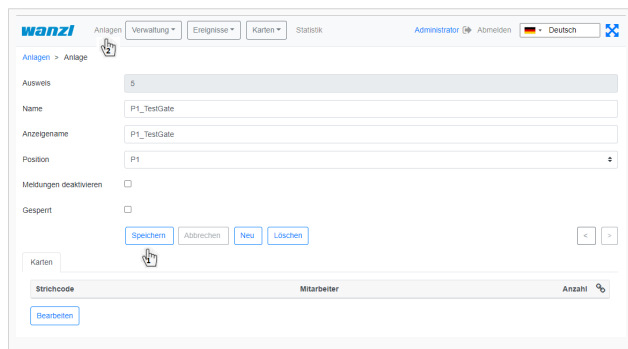 wanzl Anlagen Verwaltung Ereignisse Karten Statistik Administrator Abmelden Deutsch
2
Anlagen > Anlage
Ausweis 5
Name P1_TestGate
Anzeigename P1_TestGate
Position P1
Meldungen deaktivieren
Gesperrt
Speichern Abbrechen Neu Löschen < >
1
Karten
Strichcode Mitarbeiter Anzahl
Bearbeiten